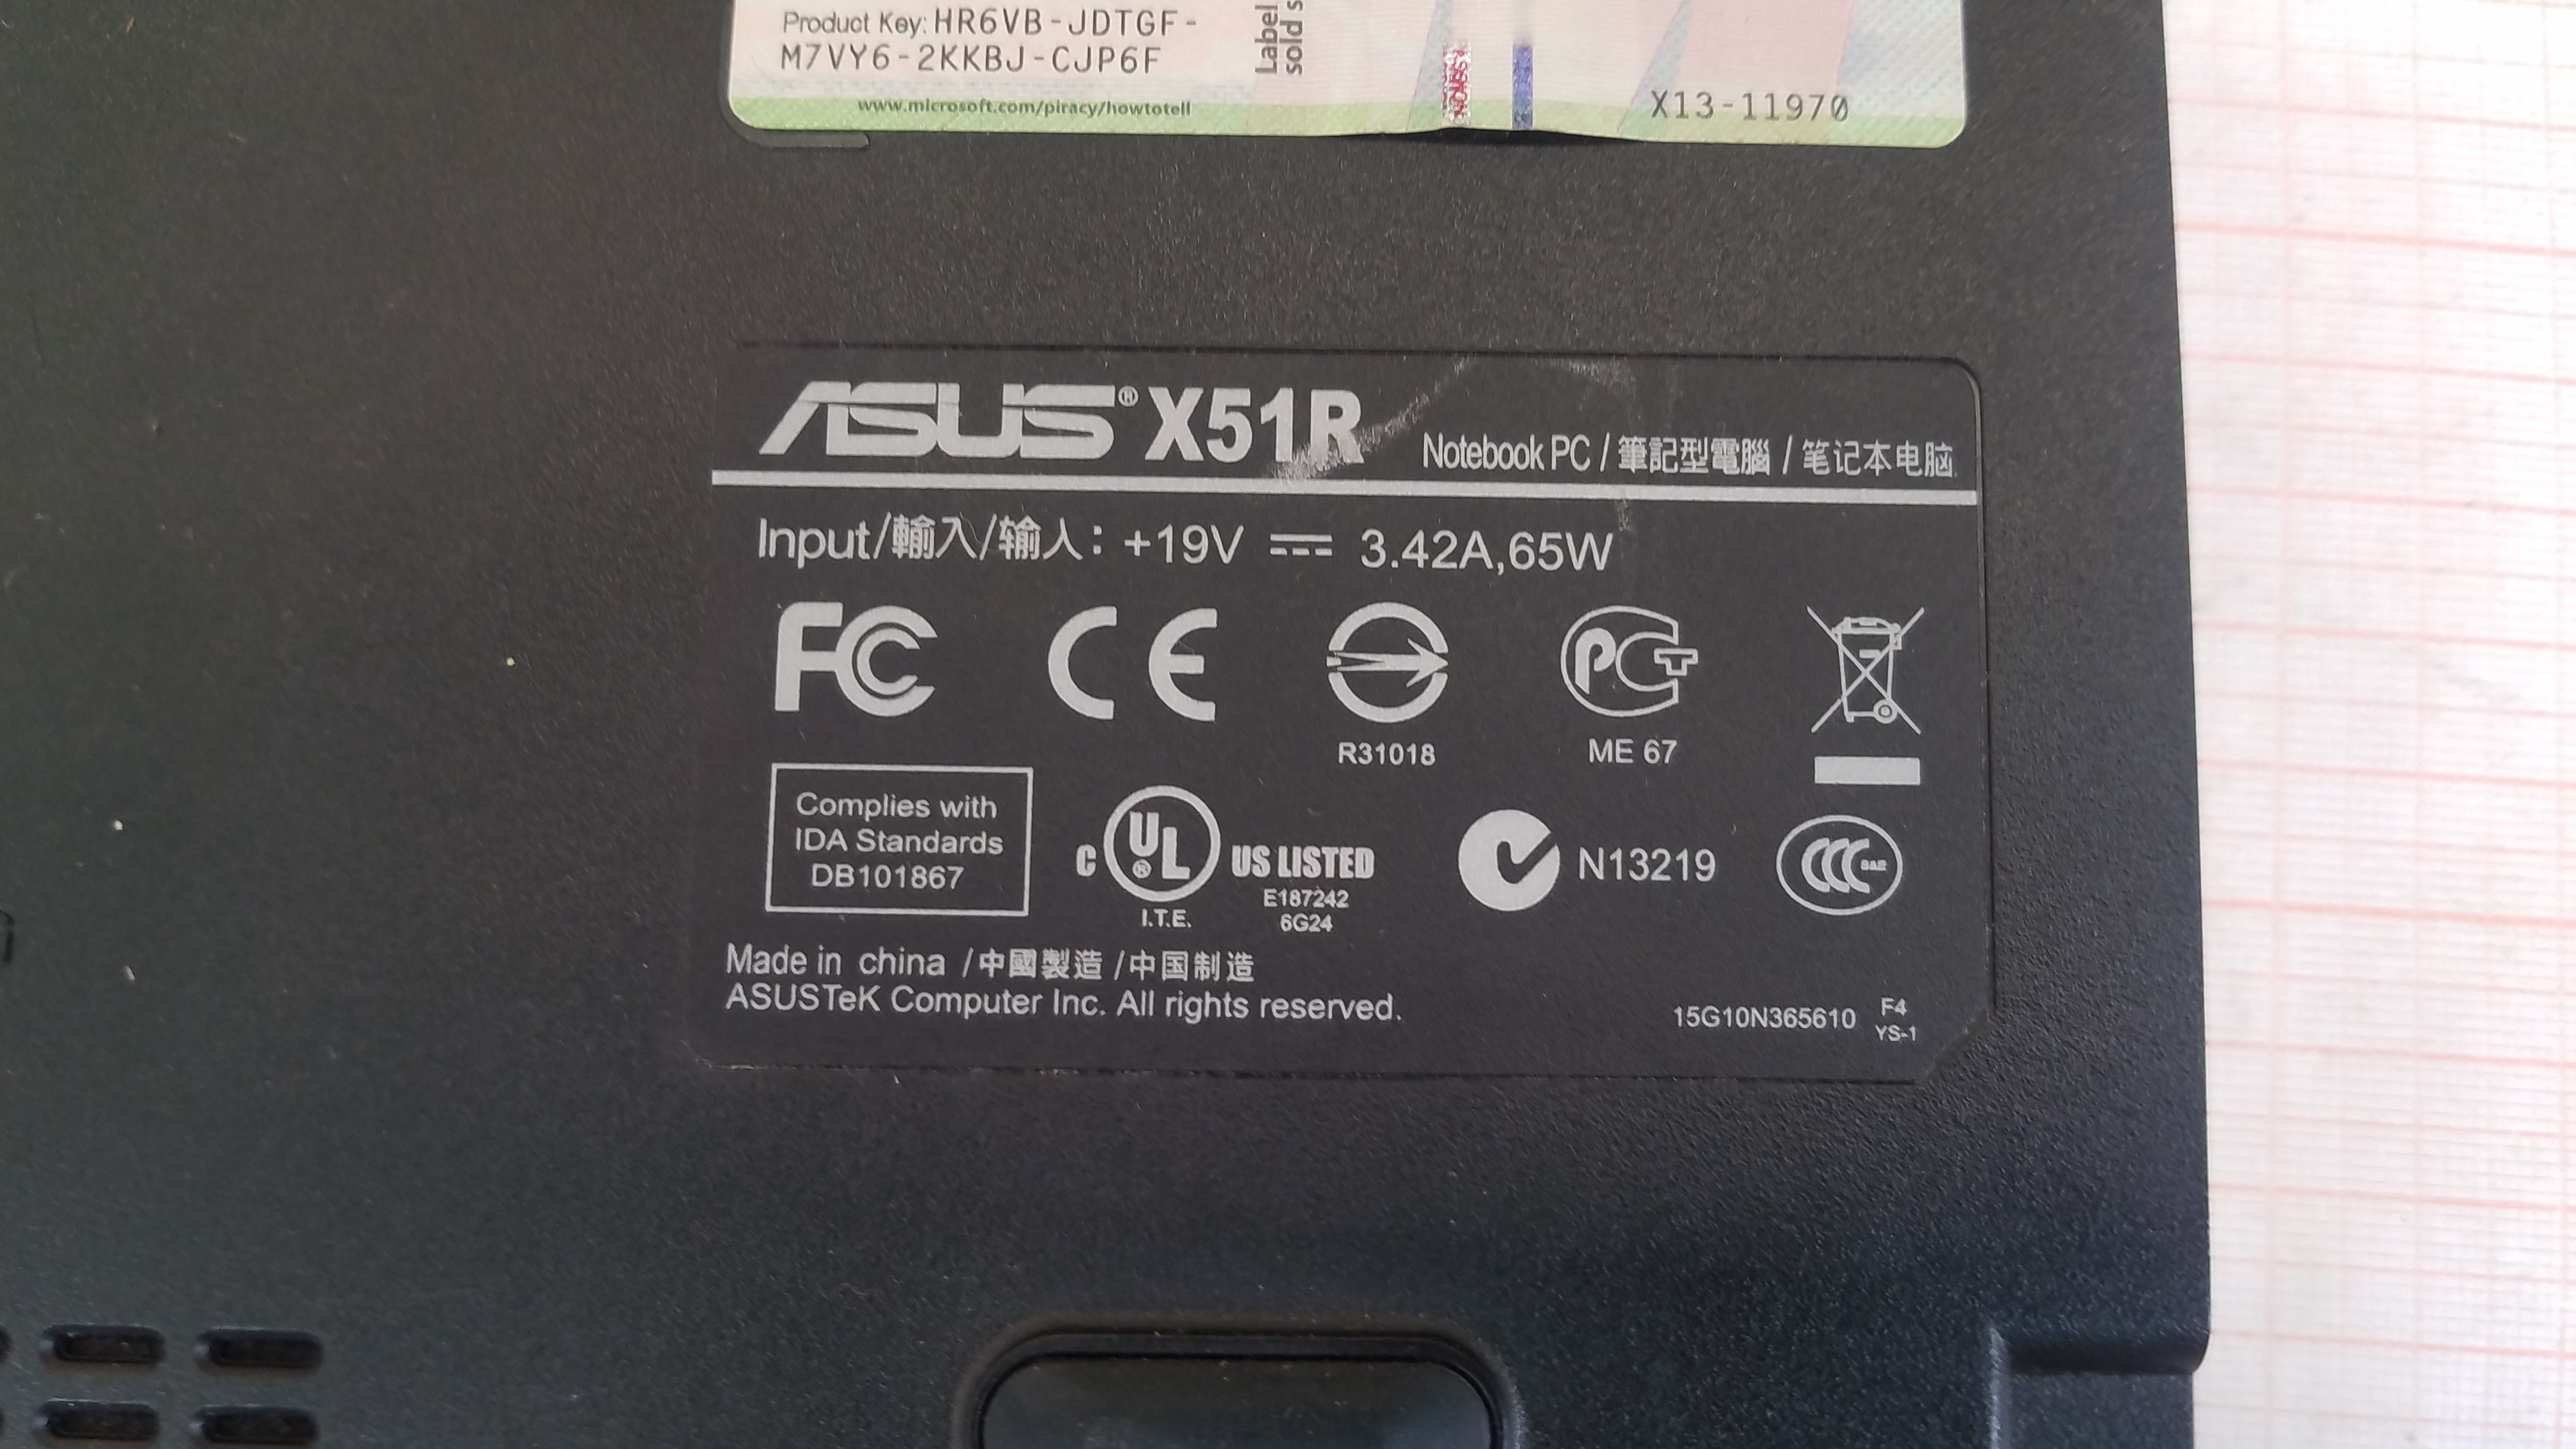 Product Key: HR6VB-JDTGF-
M7VY6-2KKBJ-CJP6F
www.microsoft.com/piracy/howtotell
Label
sold s
X13-11970
ASUS® X51R Notebook PC / 筆記型電腦 / 笔记本电脑
Input/輸入/输入: +19V 3.42A,65W
FC CE PCT
R31018 ME 67
Complies with
IDA Standards
DB101867
C UL® US LISTED
I.T.E.
E187242
6G24
N13219
CCC S&E
Made in china /中國製造 /中国制造
ASUSTeK Computer Inc. All rights reserved.
15G10N365610 F4
YS-1